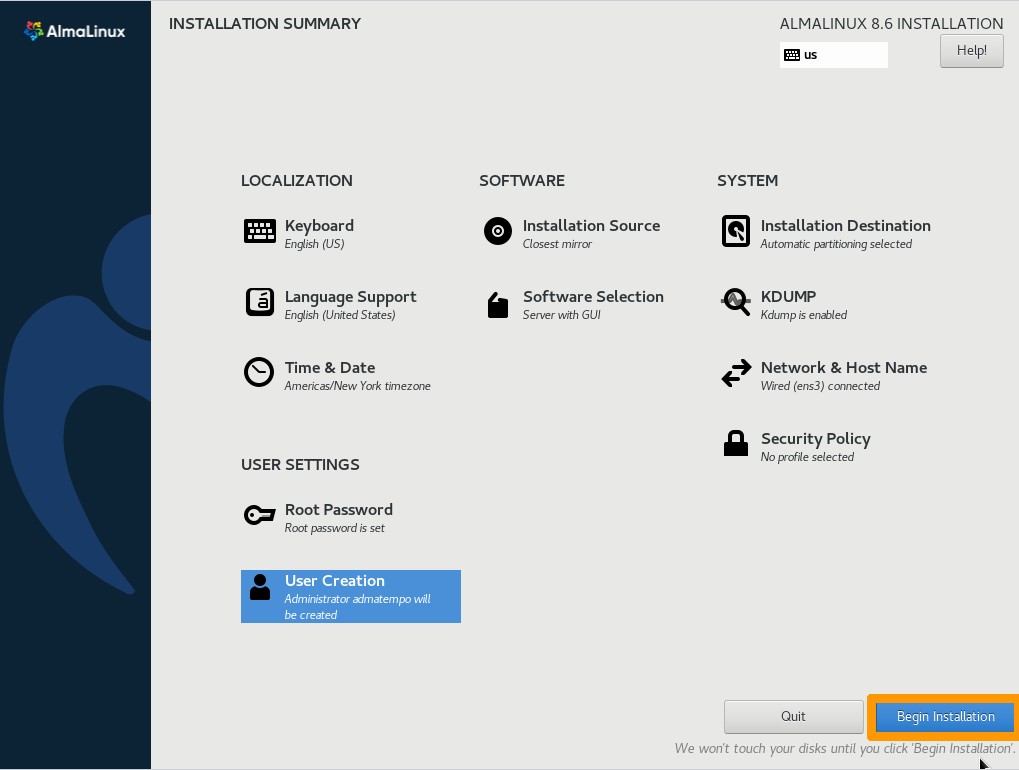 AlmaLinux
INSTALLATION SUMMARY
ALMALINUX 8.6 INSTALLATION
us
Help!
LOCALIZATION
Keyboard
English (US)
Language Support
English (United States)
Time & Date
Americas/New York timezone
SOFTWARE
Installation Source
Closest mirror
Software Selection
Server with GUI
SYSTEM
Installation Destination
Automatic partitioning selected
KDUMP
Kdump is enabled
Network & Host Name
Wired (ens3) connected
Security Policy
No profile selected
USER SETTINGS
Root Password
Root password is set
User Creation
Administrator admatempo will
be created
Quit
Begin Installation
We won't touch your disks until you click 'Begin Installation'.